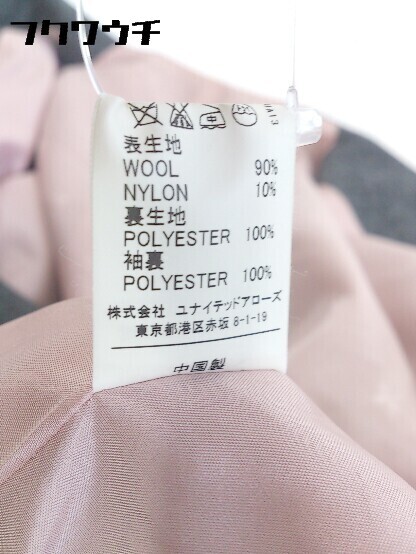 フクワウチ
表生地
WOOL 90%
NYLON 10%
裏生地
POLYESTER 100%
袖裏
POLYESTER 100%
株式会社 ユナイテッドアローズ
東京都港区赤坂 8-1-19
中国製